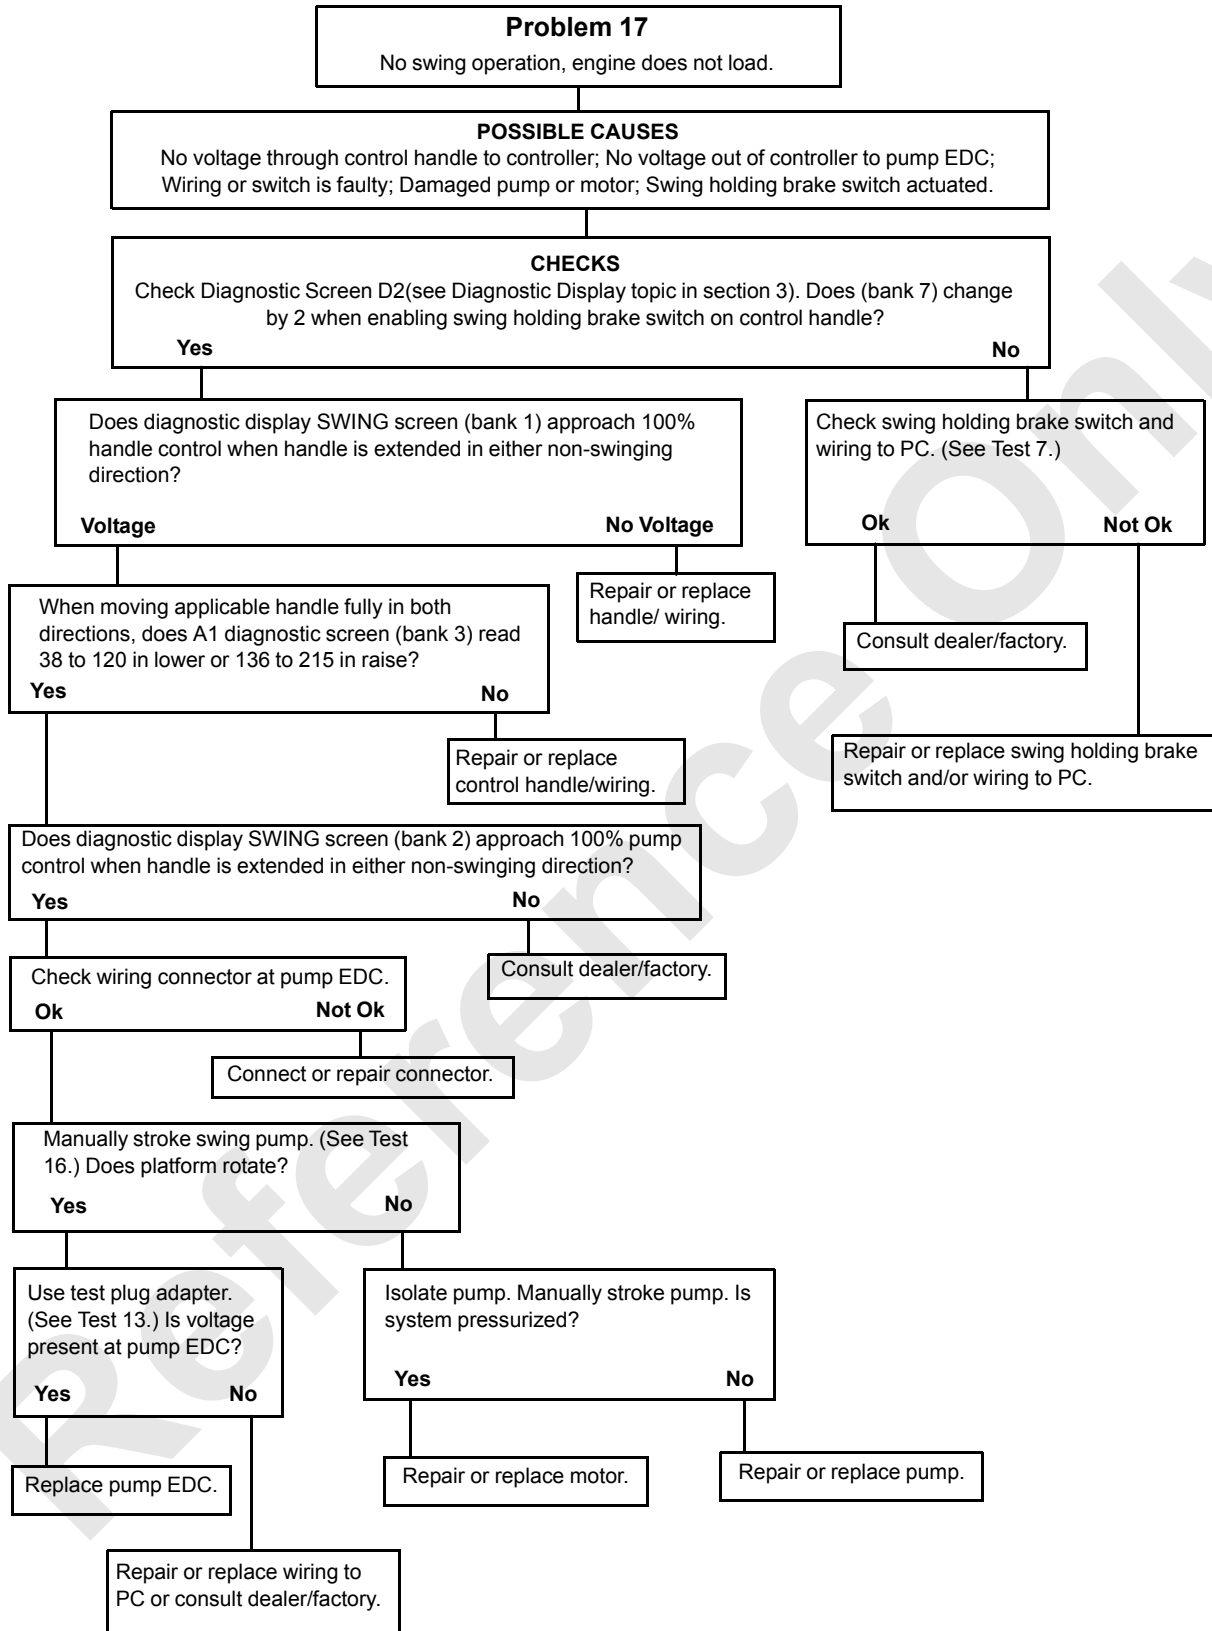 Problem 17
No swing operation, engine does not load.
POSSIBLE CAUSES
No voltage through control handle to controller; No voltage out of controller to pump EDC;
Wiring or switch is faulty; Damaged pump or motor; Swing holding brake switch actuated.
CHECKS
Check Diagnostic Screen D2(see Diagnostic Display topic in section 3). Does (bank 7) change
by 2 when enabling swing holding brake switch on control handle?
Yes
No
Does diagnostic display SWING screen (bank 1) approach 100%
handle control when handle is extended in either non-swinging
direction?
Voltage
No Voltage
Check swing holding brake switch and
wiring to PC. (See Test 7.)
Ok
Not Ok
Repair or replace
handle/ wiring.
When moving applicable handle fully in both
directions, does A1 diagnostic screen (bank 3) read
38 to 120 in lower or 136 to 215 in raise?
Yes
No
Consult dealer/factory.
Repair or replace
control handle/wiring.
Repair or replace swing holding brake
switch and/or wiring to PC.
Does diagnostic display SWING screen (bank 2) approach 100% pump
control when handle is extended in either non-swinging direction?
Yes
No
Check wiring connector at pump EDC.
Ok
Not Ok
Consult dealer/factory.
Connect or repair connector.
Manually stroke swing pump. (See Test
16.) Does platform rotate?
Yes
No
Use test plug adapter.
(See Test 13.) Is voltage
present at pump EDC?
Yes
No
Isolate pump. Manually stroke pump. Is
system pressurized?
Yes
No
Replace pump EDC.
Repair or replace motor.
Repair or replace pump.
Repair or replace wiring to
PC or consult dealer/factory.
Reference Only